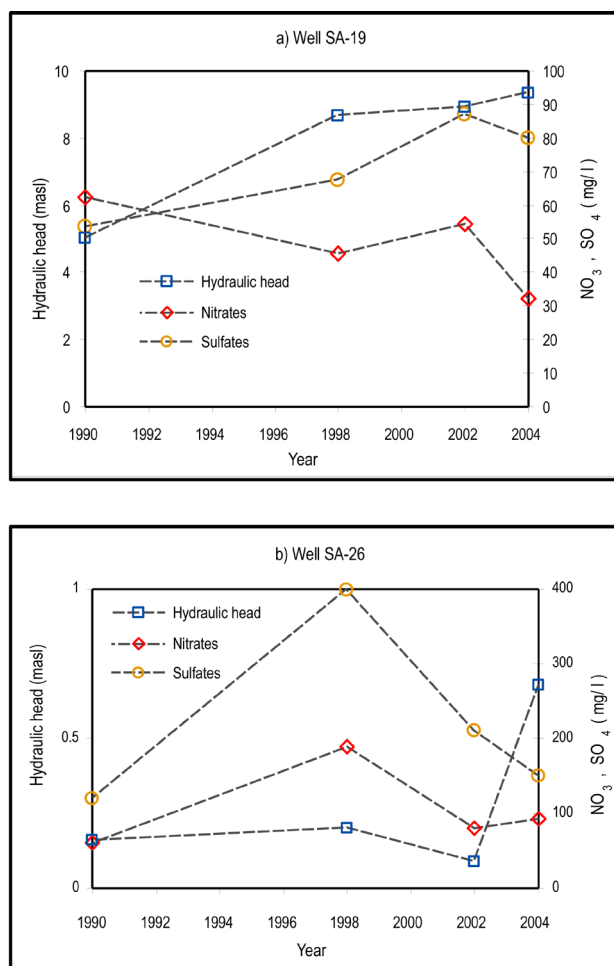 a) Well SA-19
10
8
6
4
2
0
Hydraulic head (masl)
100
90
80
70
60
50
40
30
20
10
0
NO3 , SO4 ( mg/ l )
Hydraulic head
Nitrates
Sulfates
1990 1992 1994 1996 1998 2000 2002 2004
Year
b) Well SA-26
1
0.5
0
Hydraulic head (masl)
400
300
200
100
0
NO3 , SO4 ( mg/ l )
Hydraulic head
Nitrates
Sulfates
1990 1992 1994 1996 1998 2000 2002 2004
Year